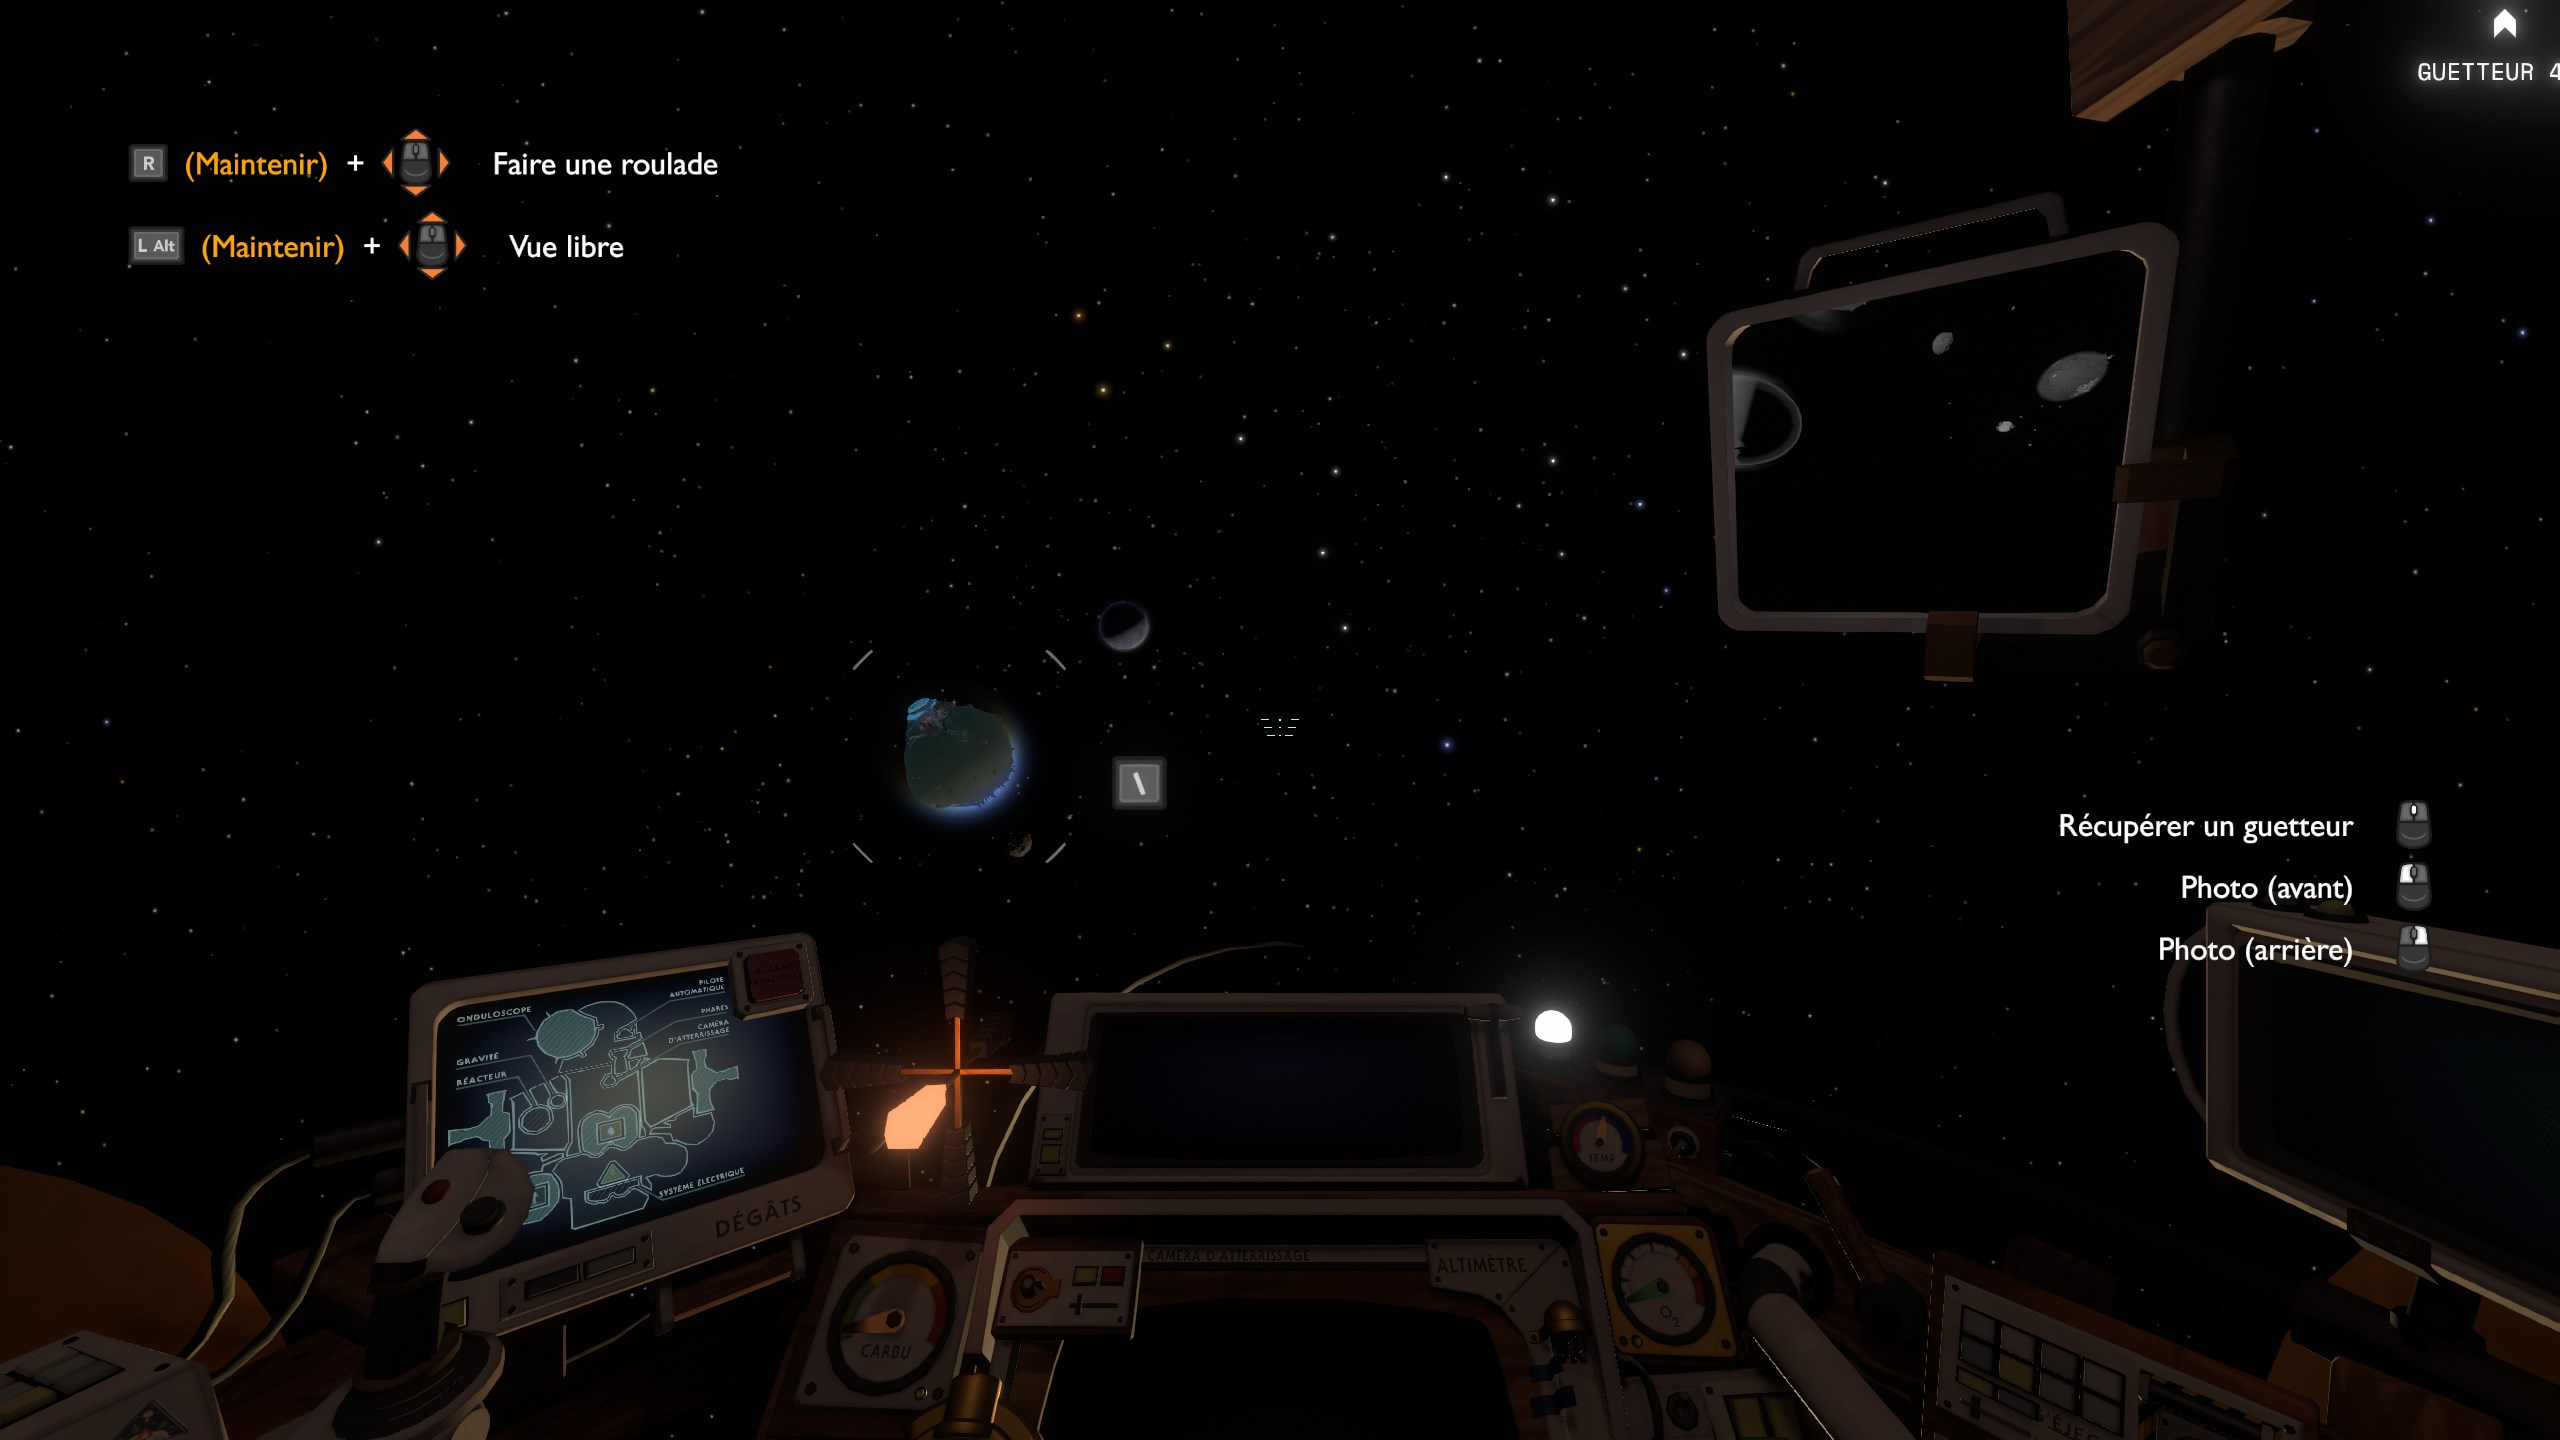 GUETTEUR 4
R (Maintenir) + Faire une roulade
L Alt (Maintenir) + Vue libre
\
Récupérer un guetteur
Photo (avant)
Photo (arrière)
ONDULOSCOPE
PILOTE
AUTOMATIQUE
PHARES
CAMÉRA
D'ATTERRISSAGE
GRAVITÉ
RÉACTEUR
SYSTÈME ÉLECTRIQUE
DÉGÂTS
TEMP
CAMÉRA D'ATTERRISSAGE
ALTIMÈTRE
CARBU
O2